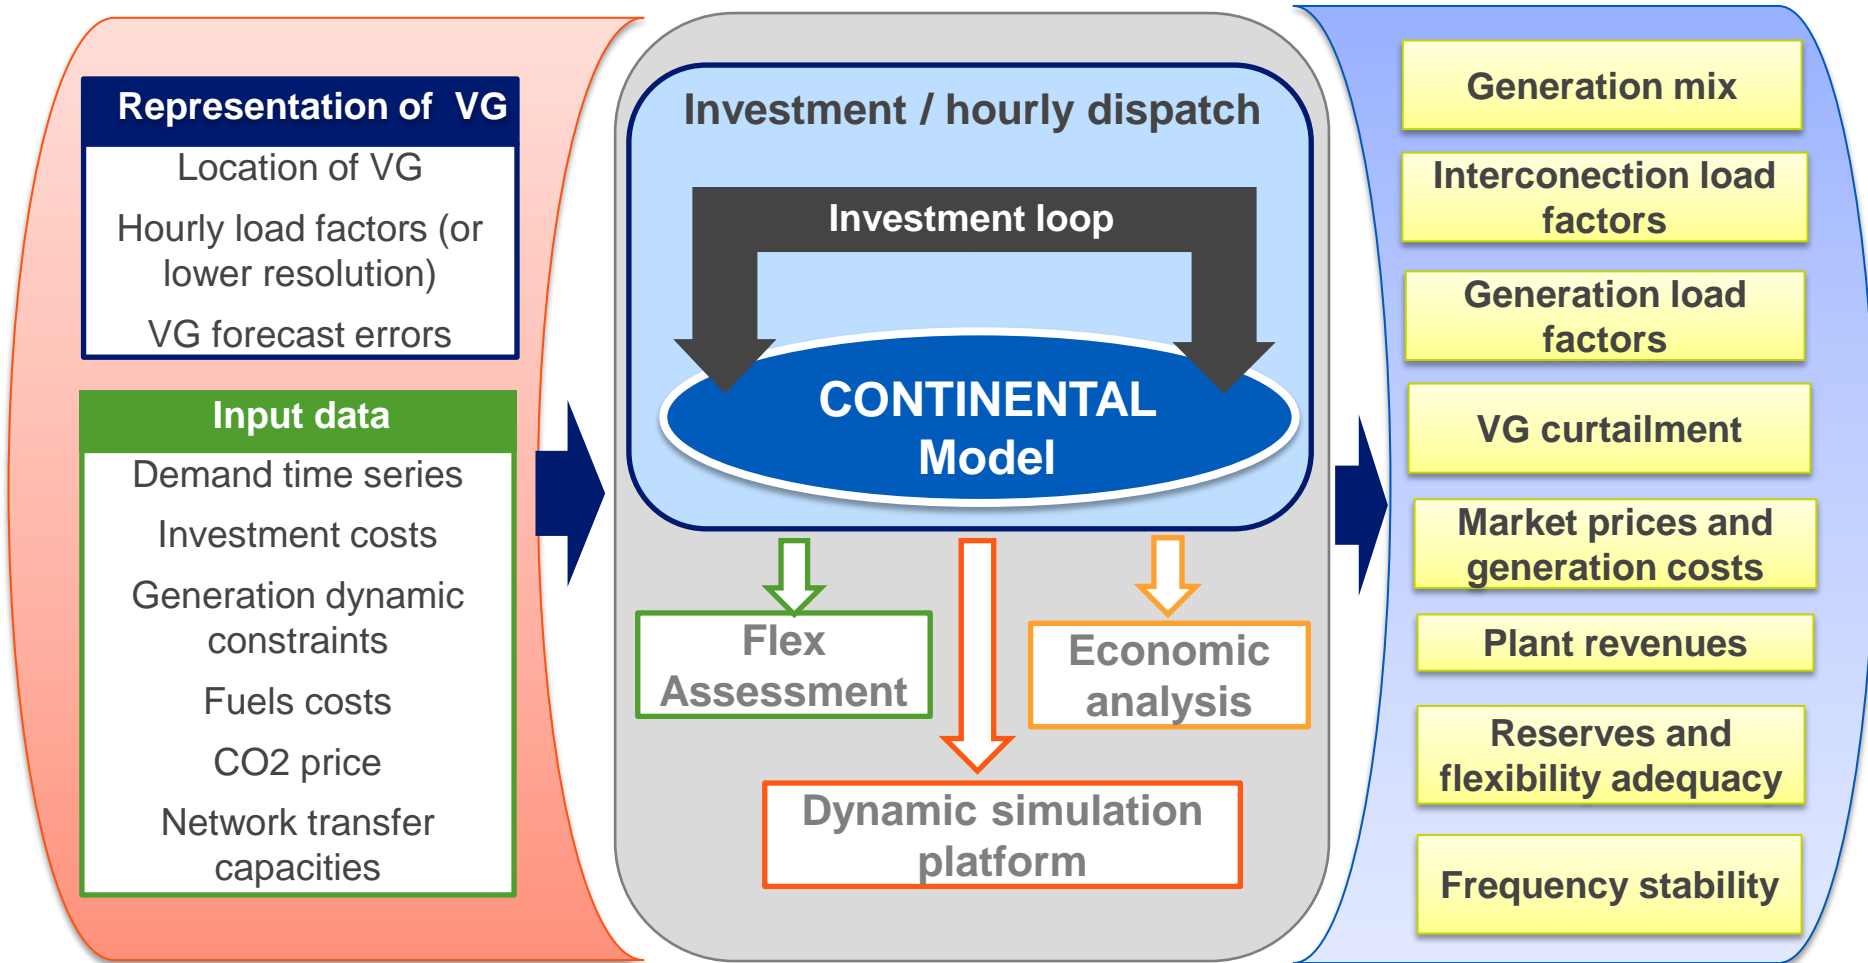 Representation of VG
Location of VG
Hourly load factors (or
lower resolution)
VG forecast errors
Input data
Demand time series
Investment costs
Generation dynamic
constraints
Fuels costs
CO2 price
Network transfer
capacities
Investment / hourly dispatch
Investment loop
CONTINENTAL
Model
Flex
Assessment
Economic
analysis
Dynamic simulation
platform
Generation mix
Interconection load
factors
Generation load
factors
VG curtailment
Market prices and
generation costs
Plant revenues
Reserves and
flexibility adequacy
Frequency stability